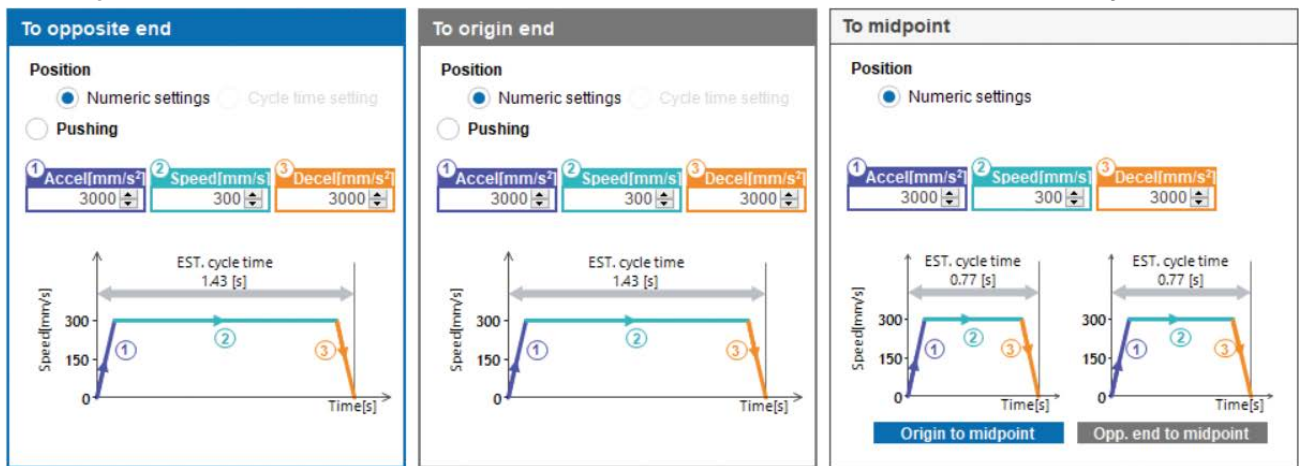 To opposite end
Position
Numeric settings Cycle time setting
Pushing
1 Accel[mm/s²] 2 Speed[mm/s] 3 Decel[mm/s²]
3000 300 3000
EST. cycle time
1.43 [s]
Speed[mm/s]
300
150
0
1 2 3
Time[s]
To origin end
Position
Numeric settings Cycle time setting
Pushing
1 Accel[mm/s²] 2 Speed[mm/s] 3 Decel[mm/s²]
3000 300 3000
EST. cycle time
1.43 [s]
Speed[mm/s]
300
150
0
1 2 3
Time[s]
To midpoint
Position
Numeric settings
1 Accel[mm/s²] 2 Speed[mm/s] 3 Decel[mm/s²]
3000 300 3000
EST. cycle time
0.77 [s]
Speed[mm/s]
300
150
0
1 2 3
Time[s]
Origin to midpoint
EST. cycle time
0.77 [s]
300
150
0
1 2 3
Time[s]
Opp. end to midpoint